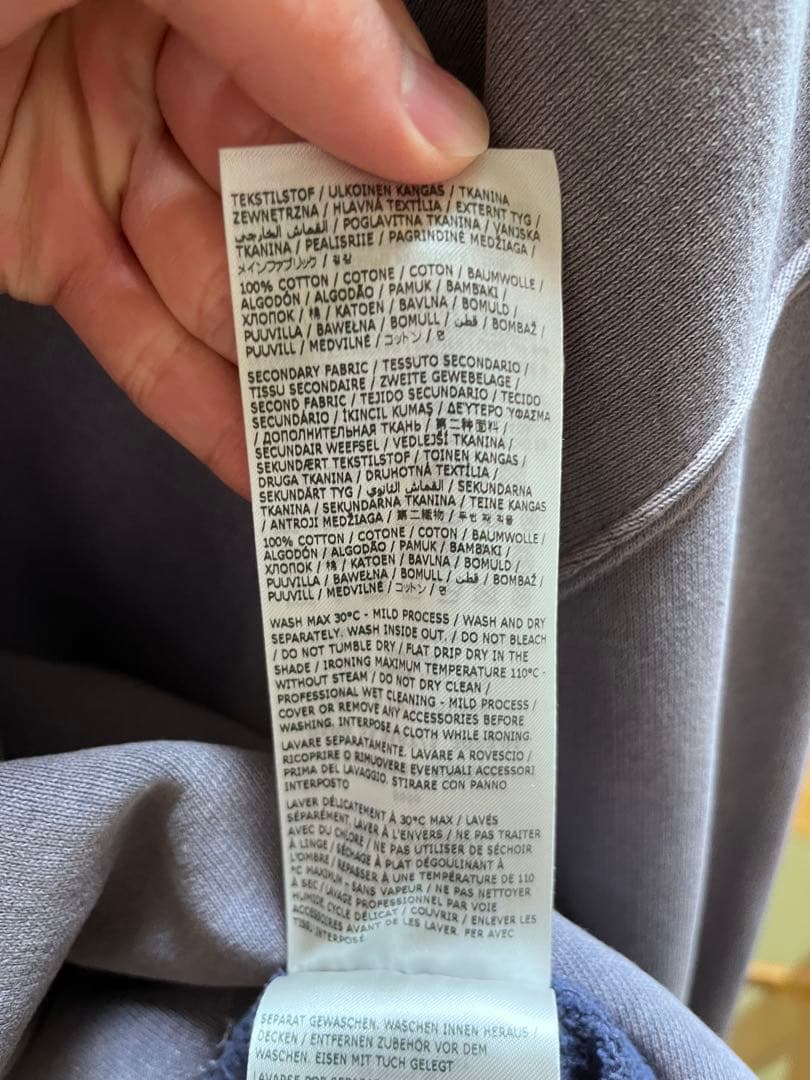 TEKSTILSTOF / ULKOINEN KANGAS / TKANINA
ZEWNĘTRZNA / HLAVNÁ TEXTÍLIA / EXTERNT TYG /
القماش الخارجي / POGLAVITNA TKANINA / VANJSKA
TKANINA / PEALISRIIE / PAGRINDINĖ MEDŽIAGA /
メインファブリック / 겉감
100% COTTON / COTONE / COTON / BAUMWOLLE /
ALGODÓN / ALGODÃO / PAMUK / BAMBAKI /
ХЛОПОК / 棉 / KATOEN / BAVLNA / BOMULD /
PUUVILLA / BAWEŁNA / BOMULL / قطن / BOMBAŽ /
PUUVILL / MEDVILNĖ / コットン / 면
SECONDARY FABRIC / TESSUTO SECONDARIO /
TISSU SECONDAIRE / ZWEITE GEWEBELAGE /
SECOND FABRIC / TEJIDO SECUNDARIO / TECIDO
SECUNDÁRIO / İKINCIL KUMAŞ / ΔΕΥΤΕΡΟ ΎΦΑΣΜΑ
/ ДОПОЛНИТЕЛЬНАЯ ТКАНЬ / 第二种面料 /
SECUNDAIR WEEFSEL / VEDLEJŠÍ TKANINA /
SEKUNDÆRT TEKSTILSTOF / TOINEN KANGAS /
DRUGA TKANINA / DRUHOTNÁ TEXTÍLIA /
SEKUNDÄRT TYG / القماش الثانوي / SEKUNDARNA
TKANINA / SEKUNDARNA TKANINA / TEINE KANGAS
/ ANTROJI MEDŽIAGA / 第二織物 / 두번째 직물
100% COTTON / COTONE / COTON / BAUMWOLLE /
ALGODÓN / ALGODÃO / PAMUK / BAMBAKI /
ХЛОПОК / 棉 / KATOEN / BAVLNA / BOMULD /
PUUVILLA / BAWEŁNA / BOMULL / قطن / BOMBAŽ /
PUUVILL / MEDVILNĖ / コットン / 면
WASH MAX 30°C - MILD PROCESS / WASH AND DRY
SEPARATELY. WASH INSIDE OUT. / DO NOT BLEACH
/ DO NOT TUMBLE DRY / FLAT DRIP DRY IN THE
SHADE / IRONING MAXIMUM TEMPERATURE 110°C -
WITHOUT STEAM / DO NOT DRY CLEAN /
PROFESSIONAL WET CLEANING - MILD PROCESS /
COVER OR REMOVE ANY ACCESSORIES BEFORE
WASHING. INTERPOSE A CLOTH WHILE IRONING.
LAVARE SEPARATAMENTE. LAVARE A ROVESCIO /
RICOPRIRE O RIMUOVERE EVENTUALI ACCESSORI
PRIMA DEL LAVAGGIO. STIRARE CON PANNO
INTERPOSTO
LAVER DÉLICATEMENT À 30°C MAX / LAVÉS
SÉPARÉMENT. LAVER À L'ENVERS / NE PAS TRAITER
AVEC DU CHLORE / NE PAS UTILISER DE SÉCHOIR
À LINGE / SÉCHAGE À PLAT DÉGOULINANT À
L'OMBRE / REPASSER À UNE TEMPÉRATURE DE 110
°C MAXIMUM - SANS VAPEUR / NE PAS NETTOYER
À SEC / LAVAGE PROFESSIONNEL PAR VOIE
HUMIDE CYCLE DÉLICAT / COUVRIR / ENLEVER LES
ACCESSOIRES AVANT DE LES LAVER. FER AVEC
TISSU INTERPOSÉ
SEPARAT GEWASCHEN. WASCHEN INNEN HERAUS /
DECKEN / ENTFERNEN ZUBEHÖR VOR DEM
WASCHEN. EISEN MIT TUCH GELEGT
LAVARSE POR